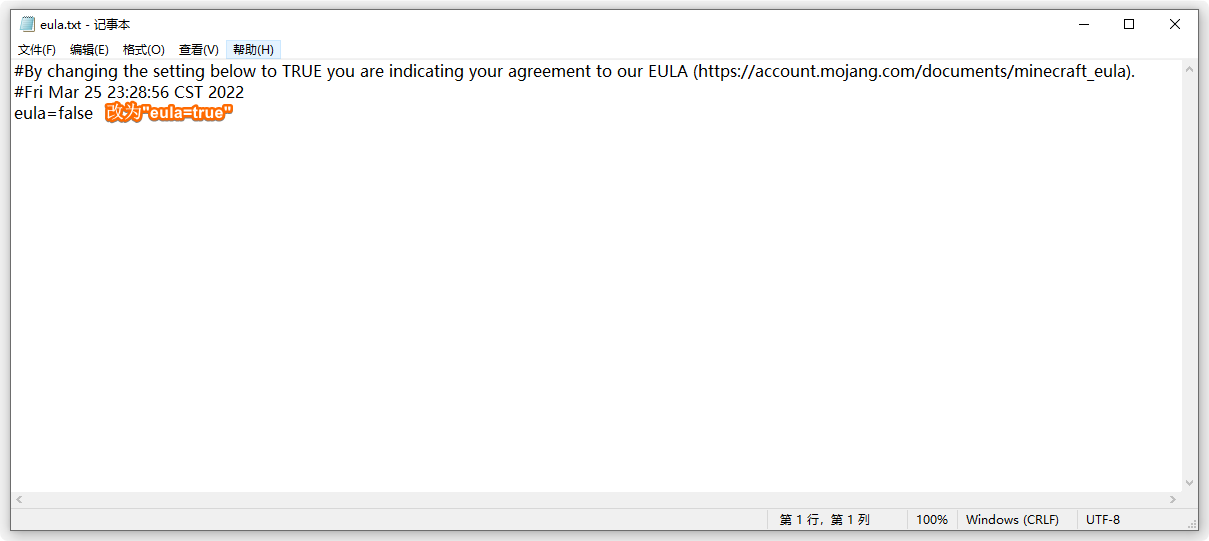 eula.txt - 记事本
文件(F) 编辑(E) 格式(O) 查看(V) 帮助(H)
#By changing the setting below to TRUE you are indicating your agreement to our EULA (https://account.mojang.com/documents/minecraft_eula).
#Fri Mar 25 23:28:56 CST 2022
eula=false 改为"eula=true"
第 1 行，第 1 列 100% Windows (CRLF) UTF-8